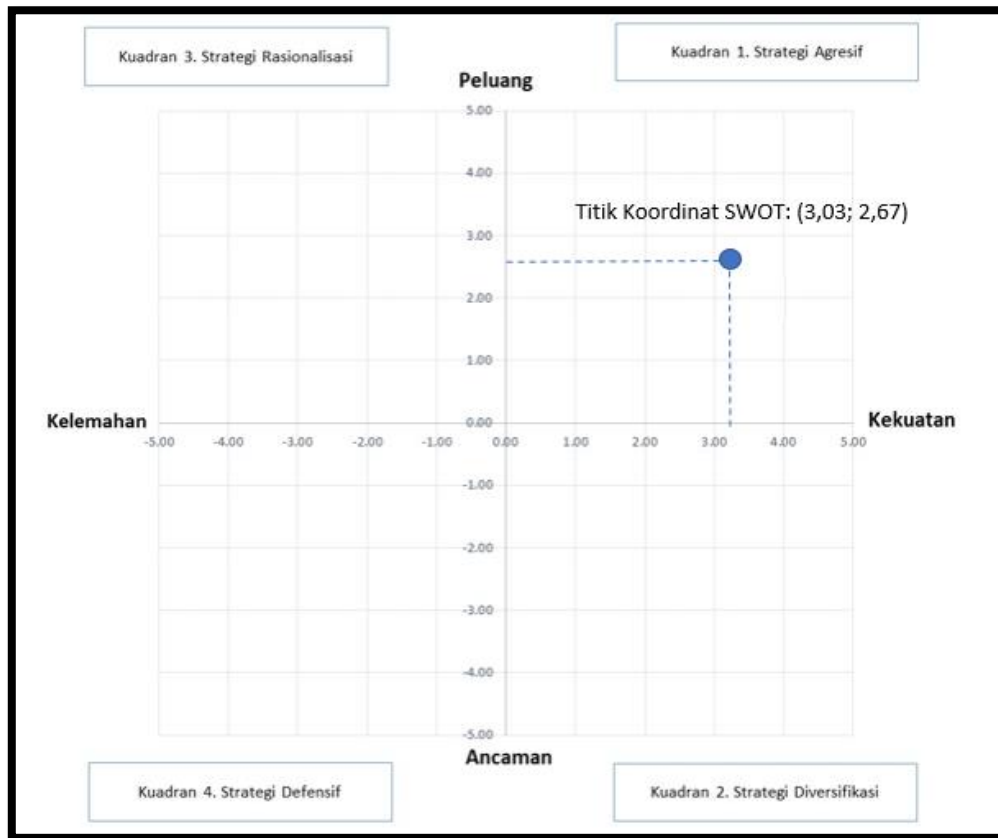 Kuadran 3. Strategi Rasionalisasi
Kuadran 1. Strategi Agresif
Peluang
5.00
4.00
Titik Koordinat SWOT: (3,03; 2,67)
3.00
2.00
1.00
Kelemahan
0.00
Kekuatan
-5.00 -4.00 -3.00 -2.00 -1.00 0.00 1.00 2.00 3.00 4.00 5.00
-1.00
-2.00
-3.00
-4.00
-5.00
Ancaman
Kuadran 4. Strategi Defensif
Kuadran 2. Strategi Diversifikasi